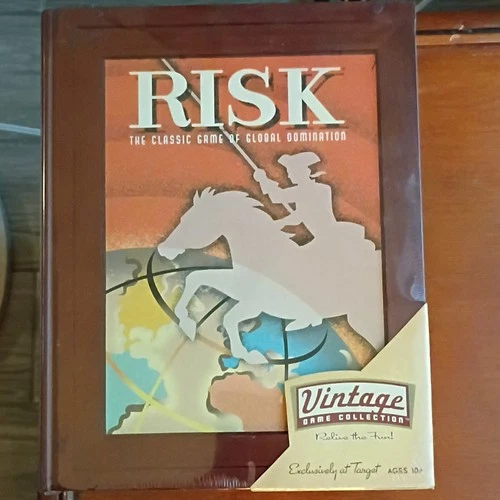 RISK
THE CLASSIC GAME OF GLOBAL DOMINATION
Vintage
GAME COLLECTION
Relive the Fun!
Exclusively at Target AGES 10+